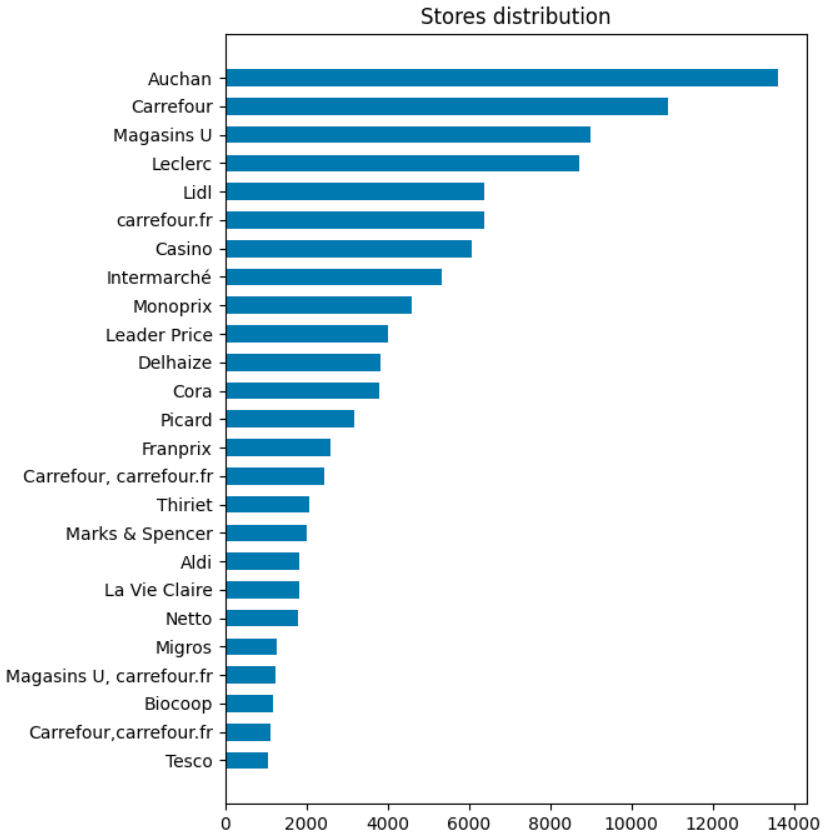 Stores distribution
Auchan
Carrefour
Magasins U
Leclerc
Lidl
carrefour.fr
Casino
Intermarché
Monoprix
Leader Price
Delhaize
Cora
Picard
Franprix
Carrefour, carrefour.fr
Thiriet
Marks & Spencer
Aldi
La Vie Claire
Netto
Migros
Magasins U, carrefour.fr
Biocoop
Carrefour,carrefour.fr
Tesco
0 2000 4000 6000 8000 10000 12000 14000